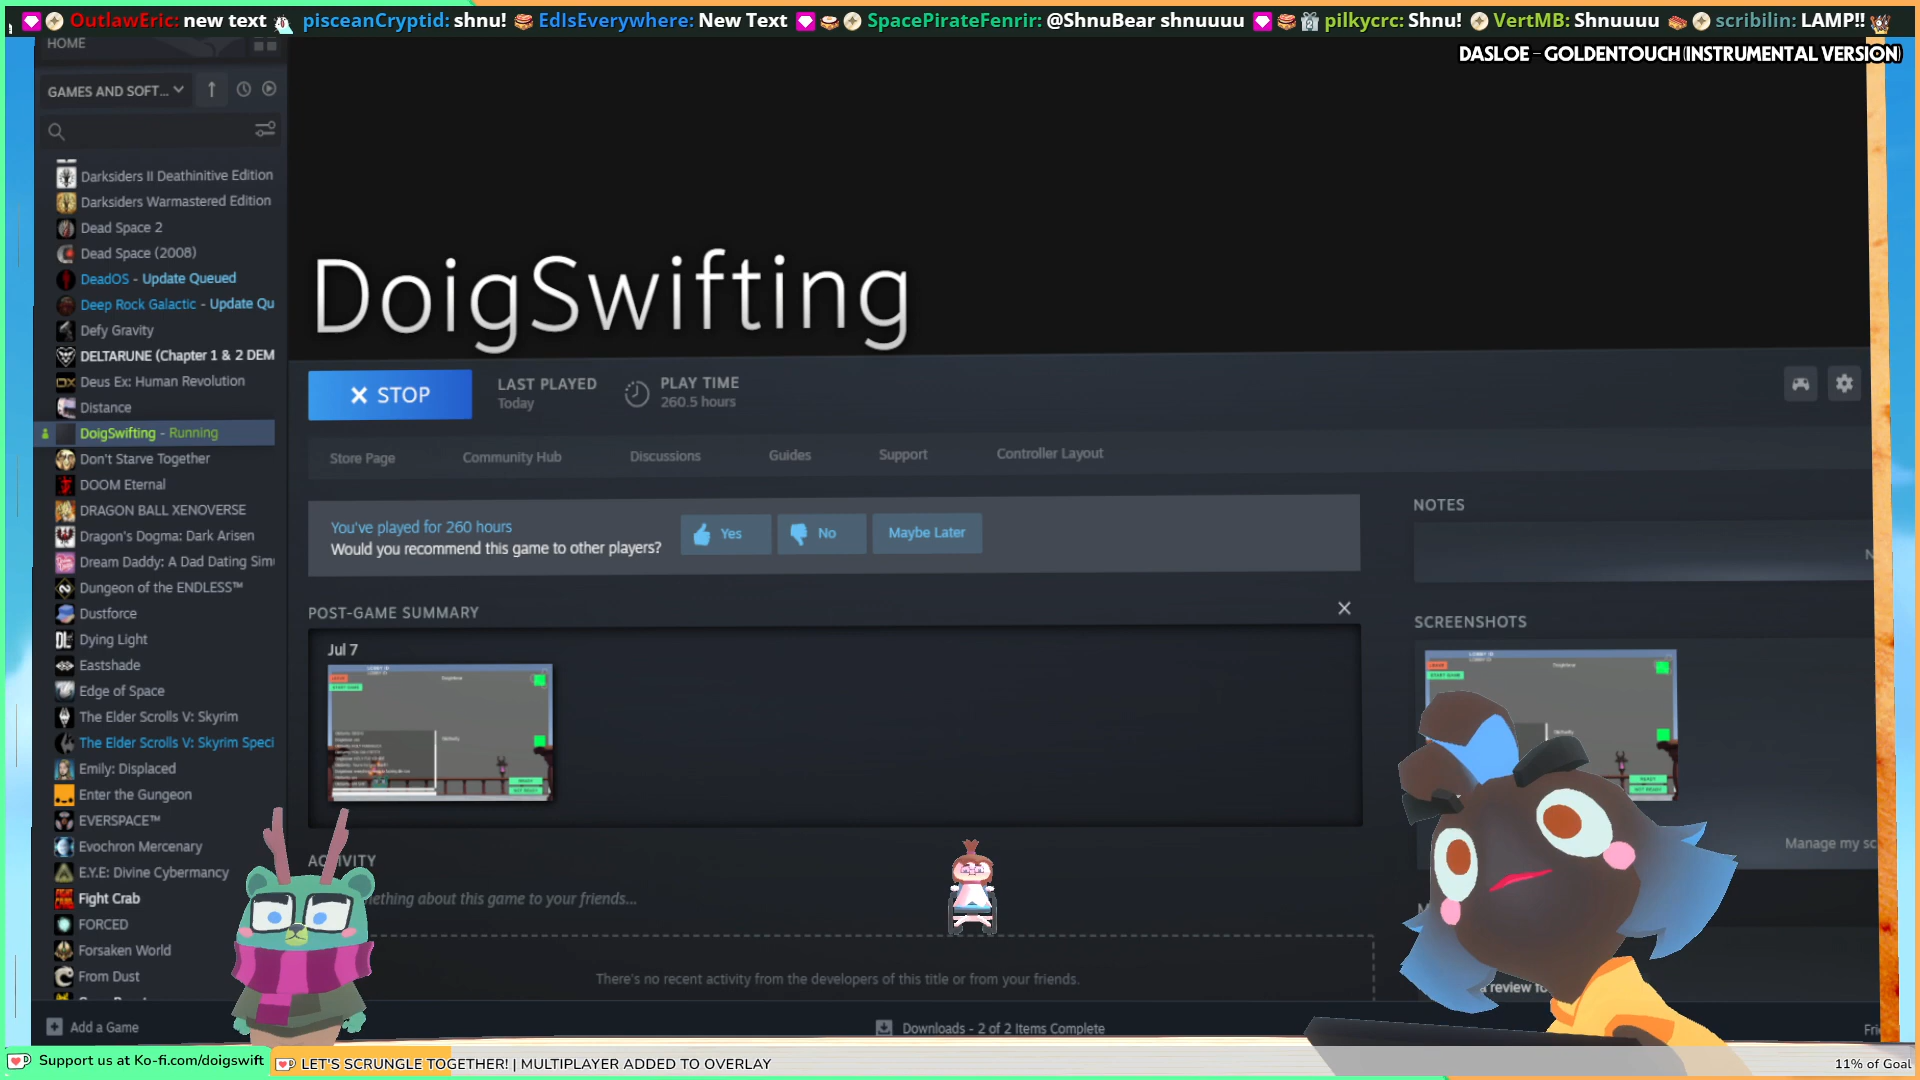 OutlawEric: new text pisceanCryptid: shnu! EdIsEverywhere: New Text SpacePirateFenrir: @ShnuBear shnuuuu pilkycrc: Shnu! VertMB: Shnuuuu scribilin: LAMP!!
DASLOE - GOLDENTOUCH (INSTRUMENTAL VERSION)
HOME
GAMES AND SOFT...
Darksiders II Deathinitive Edition
Darksiders Warmastered Edition
Dead Space 2
Dead Space (2008)
DeadOS - Update Queued
Deep Rock Galactic - Update Qu
Defy Gravity
DELTARUNE (Chapter 1 & 2 DEM
Deus Ex: Human Revolution
Distance
DoigSwifting - Running
Don't Starve Together
DOOM Eternal
DRAGON BALL XENOVERSE
Dragon's Dogma: Dark Arisen
Dream Daddy: A Dad Dating Sim
Dungeon of the ENDLESS™
Dustforce
Dying Light
Eastshade
Edge of Space
The Elder Scrolls V: Skyrim
The Elder Scrolls V: Skyrim Speci
Emily: Displaced
Enter the Gungeon
EVERSPACE™
Evochron Mercenary
E.Y.E: Divine Cybermancy
Fight Crab
FORCED
Forsaken World
From Dust
Add a Game
DoigSwifting
STOP
LAST PLAYED
Today
PLAY TIME
260.5 hours
Store Page
Community Hub
Discussions
Guides
Support
Controller Layout
You've played for 260 hours
Would you recommend this game to other players?
Yes
No
Maybe Later
POST-GAME SUMMARY
Jul 7
ACTIVITY
ething about this game to your friends...
There's no recent activity from the developers of this title or from your friends.
NOTES
SCREENSHOTS
Manage my sc
a review fo
Downloads - 2 of 2 Items Complete
Fri
Support us at Ko-fi.com/doigswift
LET'S SCRUNGLE TOGETHER! | MULTIPLAYER ADDED TO OVERLAY
11% of Goal